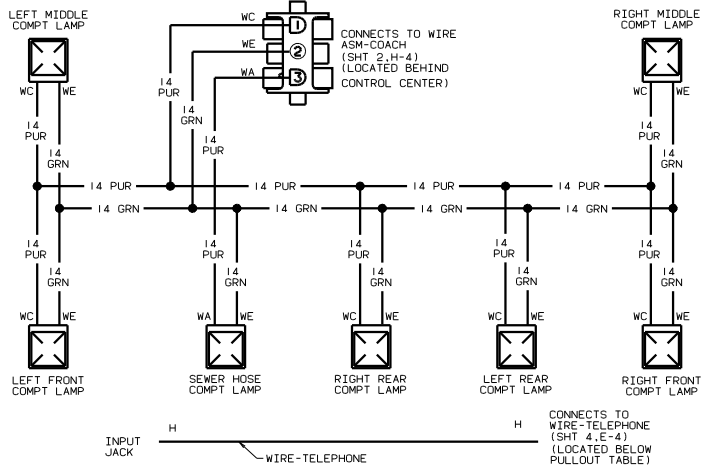 LEFT MIDDLE
COMPT LAMP
WC
WE
WA
1
2
3
CONNECTS TO WIRE
ASM-COACH
(SHT 2,H-4)
(LOCATED BEHIND
CONTROL CENTER)
RIGHT MIDDLE
COMPT LAMP
WC WE
WC WE
14
PUR
14
GRN
14
PUR
14
GRN
14
PUR
14
PUR
14
GRN
14 PUR
14 PUR
14 PUR
14 PUR
14 GRN
14 GRN
14 GRN
14 GRN
14
PUR
14
GRN
14
PUR
14
GRN
14
PUR
14
GRN
14
PUR
14
GRN
14
PUR
14
GRN
WC WE
WA WE
WC WE
WC WE
WC WE
LEFT FRONT
COMPT LAMP
SEWER HOSE
COMPT LAMP
RIGHT REAR
COMPT LAMP
LEFT REAR
COMPT LAMP
RIGHT FRONT
COMPT LAMP
INPUT
JACK
H
WIRE-TELEPHONE
H
CONNECTS TO
WIRE-TELEPHONE
(SHT 4,E-4)
(LOCATED BELOW
PULLOUT TABLE)